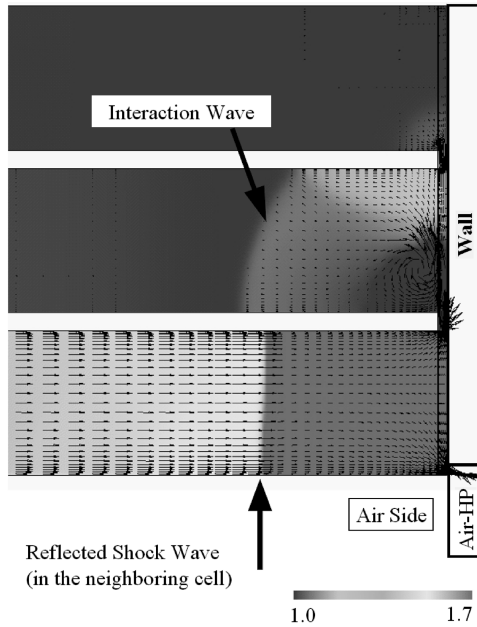 Interaction Wave
Wall
Air Side
Air-HP
Reflected Shock Wave
(in the neighboring cell)
1.0 1.7